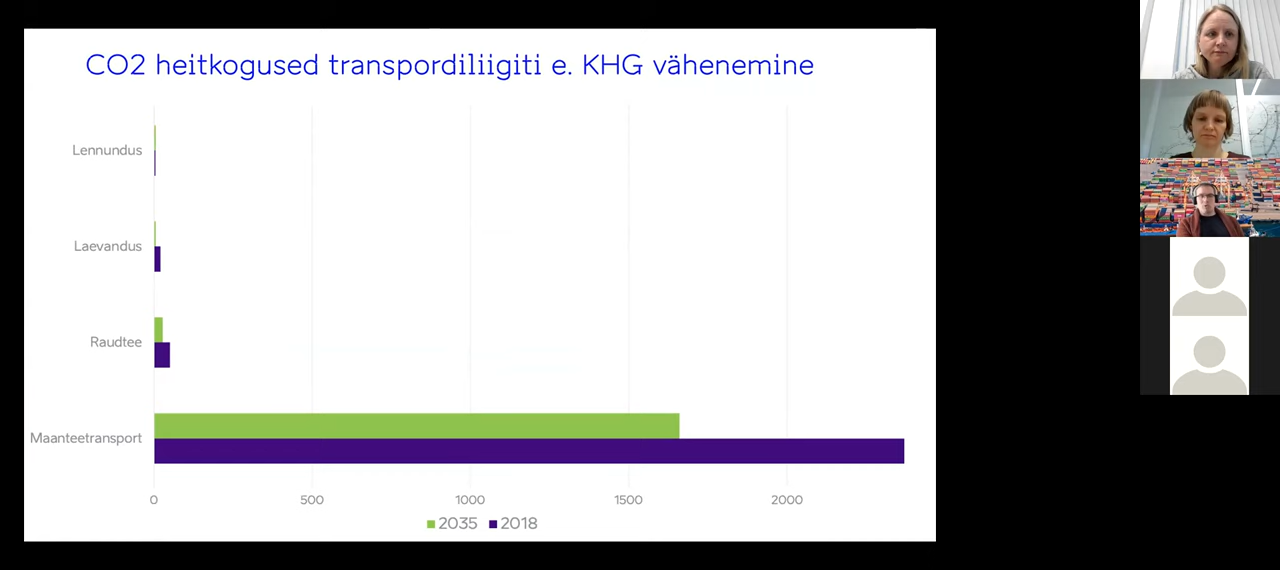 CO2 heitkogused transpordiliigiti e. KHG vähenemine
Lennundus
Laevandus
Raudtee
Maanteetransport
0 500 1000 1500 2000
2035 2018